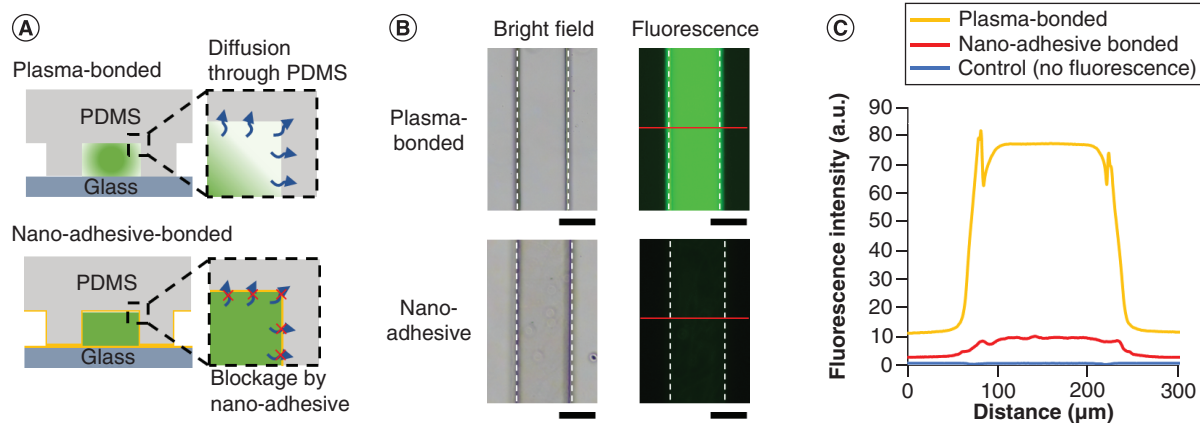 A
Plasma-bonded
Diffusion
through PDMS
PDMS
Glass
Nano-adhesive-bonded
PDMS
Glass
Blockage by
nano-adhesive
B
Bright field
Fluorescence
Plasma-
bonded
Nano-
adhesive
C
Plasma-bonded
Nano-adhesive bonded
Control (no fluorescence)
Fluorescence intensity (a.u.)
90
80
70
60
50
40
30
20
10
0
0
100
200
300
Distance (µm)